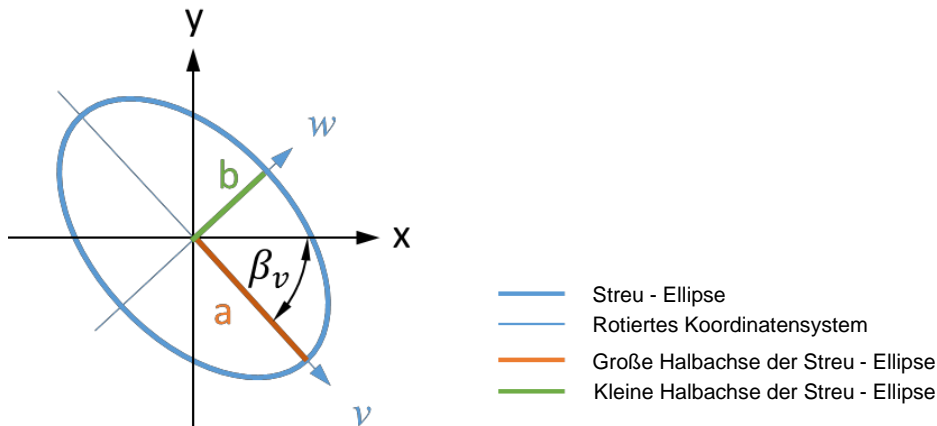 y
w
b
x
βv
a
v
Streu - Ellipse
Rotiertes Koordinatensystem
Große Halbachse der Streu - Ellipse
Kleine Halbachse der Streu - Ellipse